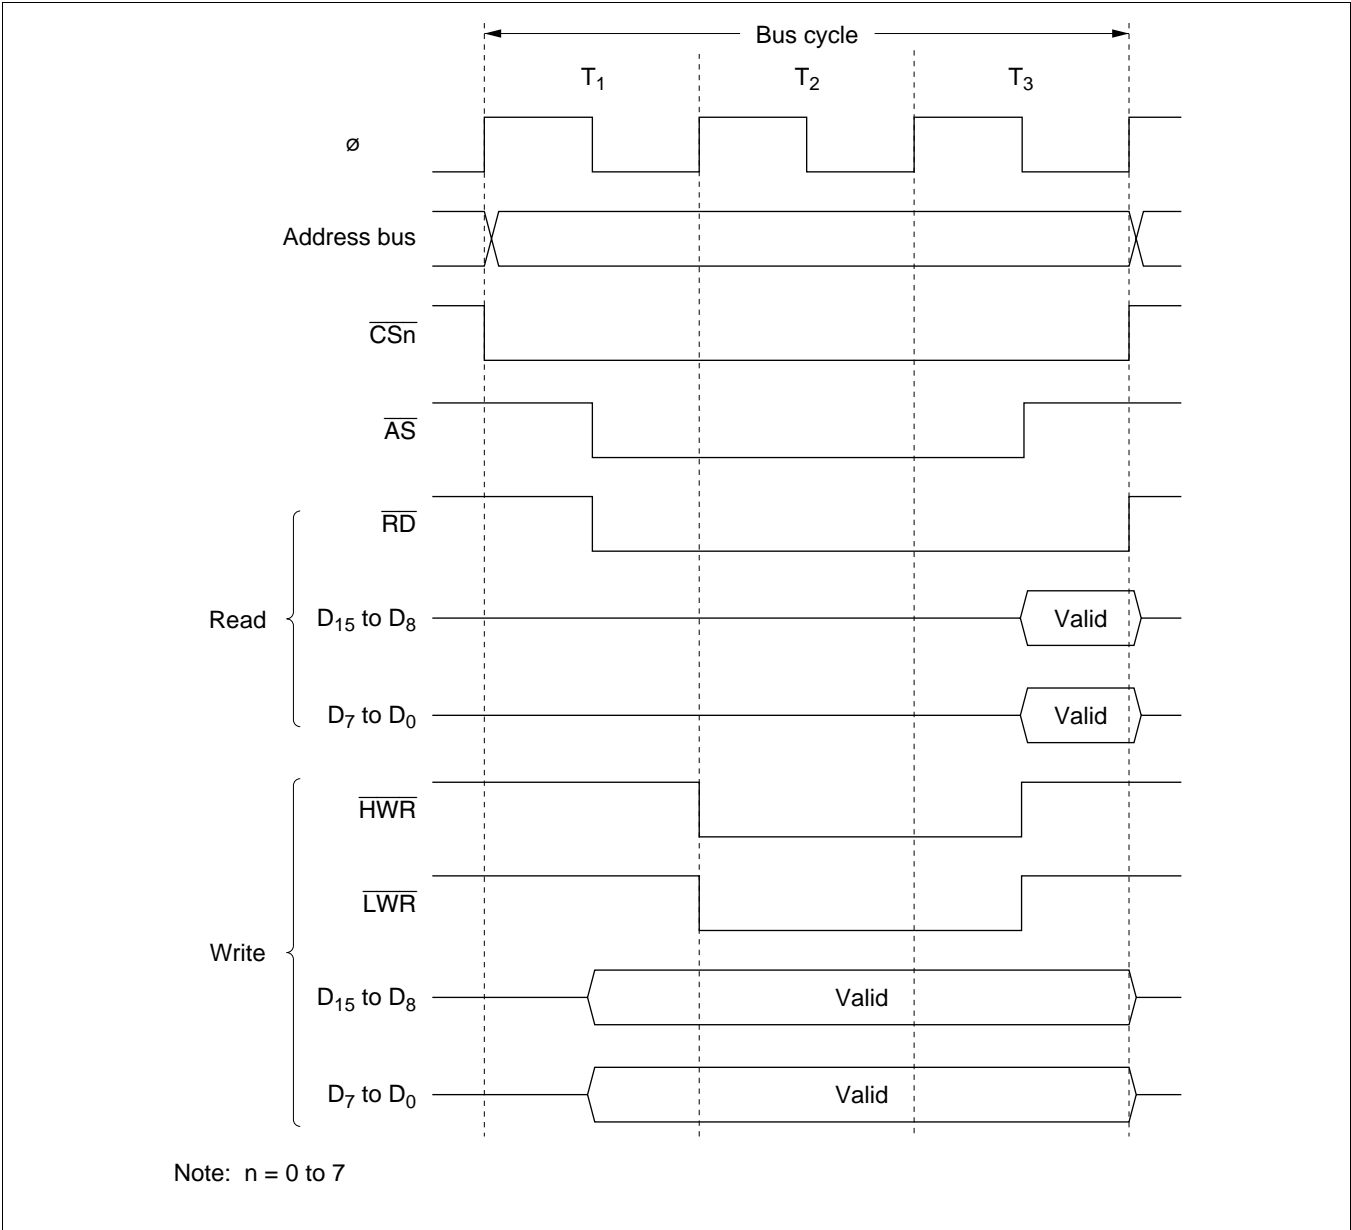 Bus cycle
T1 T2 T3
ø
Address bus
CSn
AS
RD
Read
D15 to D8 Valid
D7 to D0 Valid
HWR
LWR
Write
D15 to D8 Valid
D7 to D0 Valid
Note: n = 0 to 7